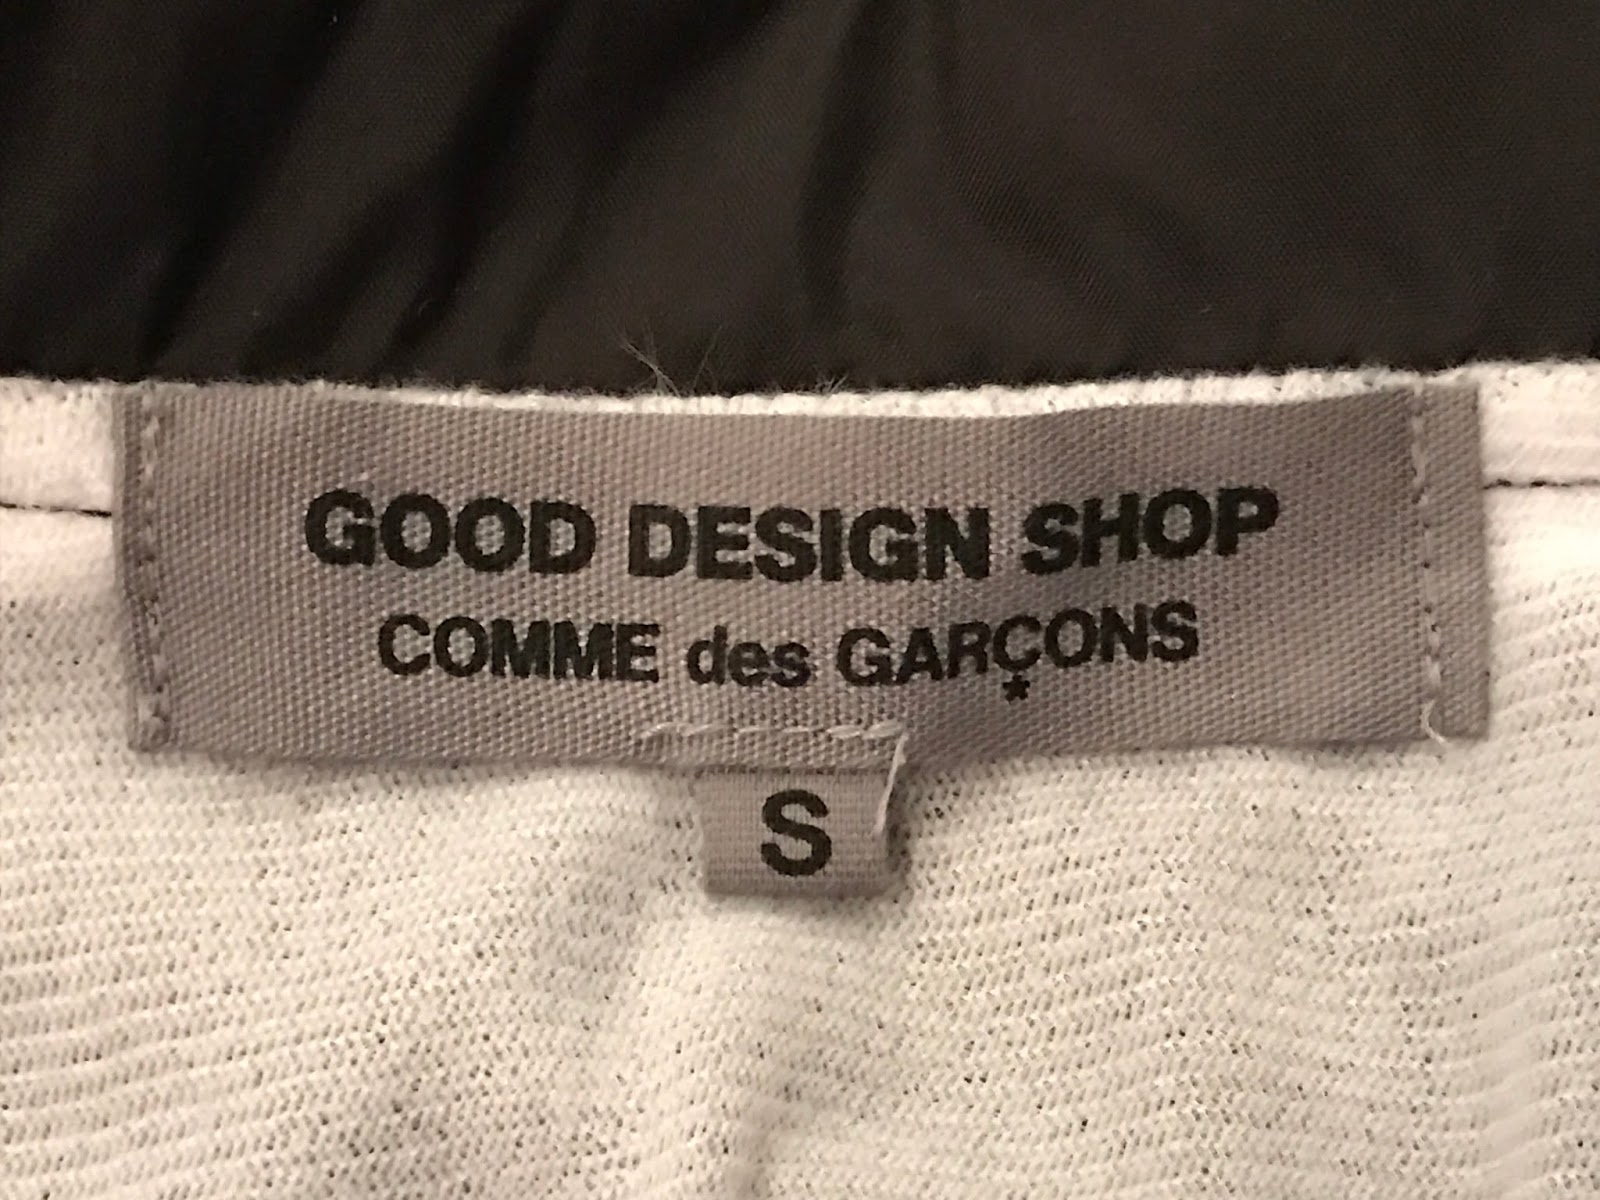 GOOD DESIGN SHOP
COMME des GARÇONS
*
S